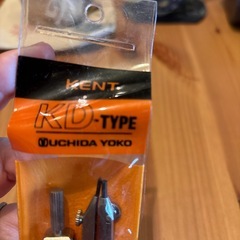 KENT
KD-TYPE
UCHIDA YOKO